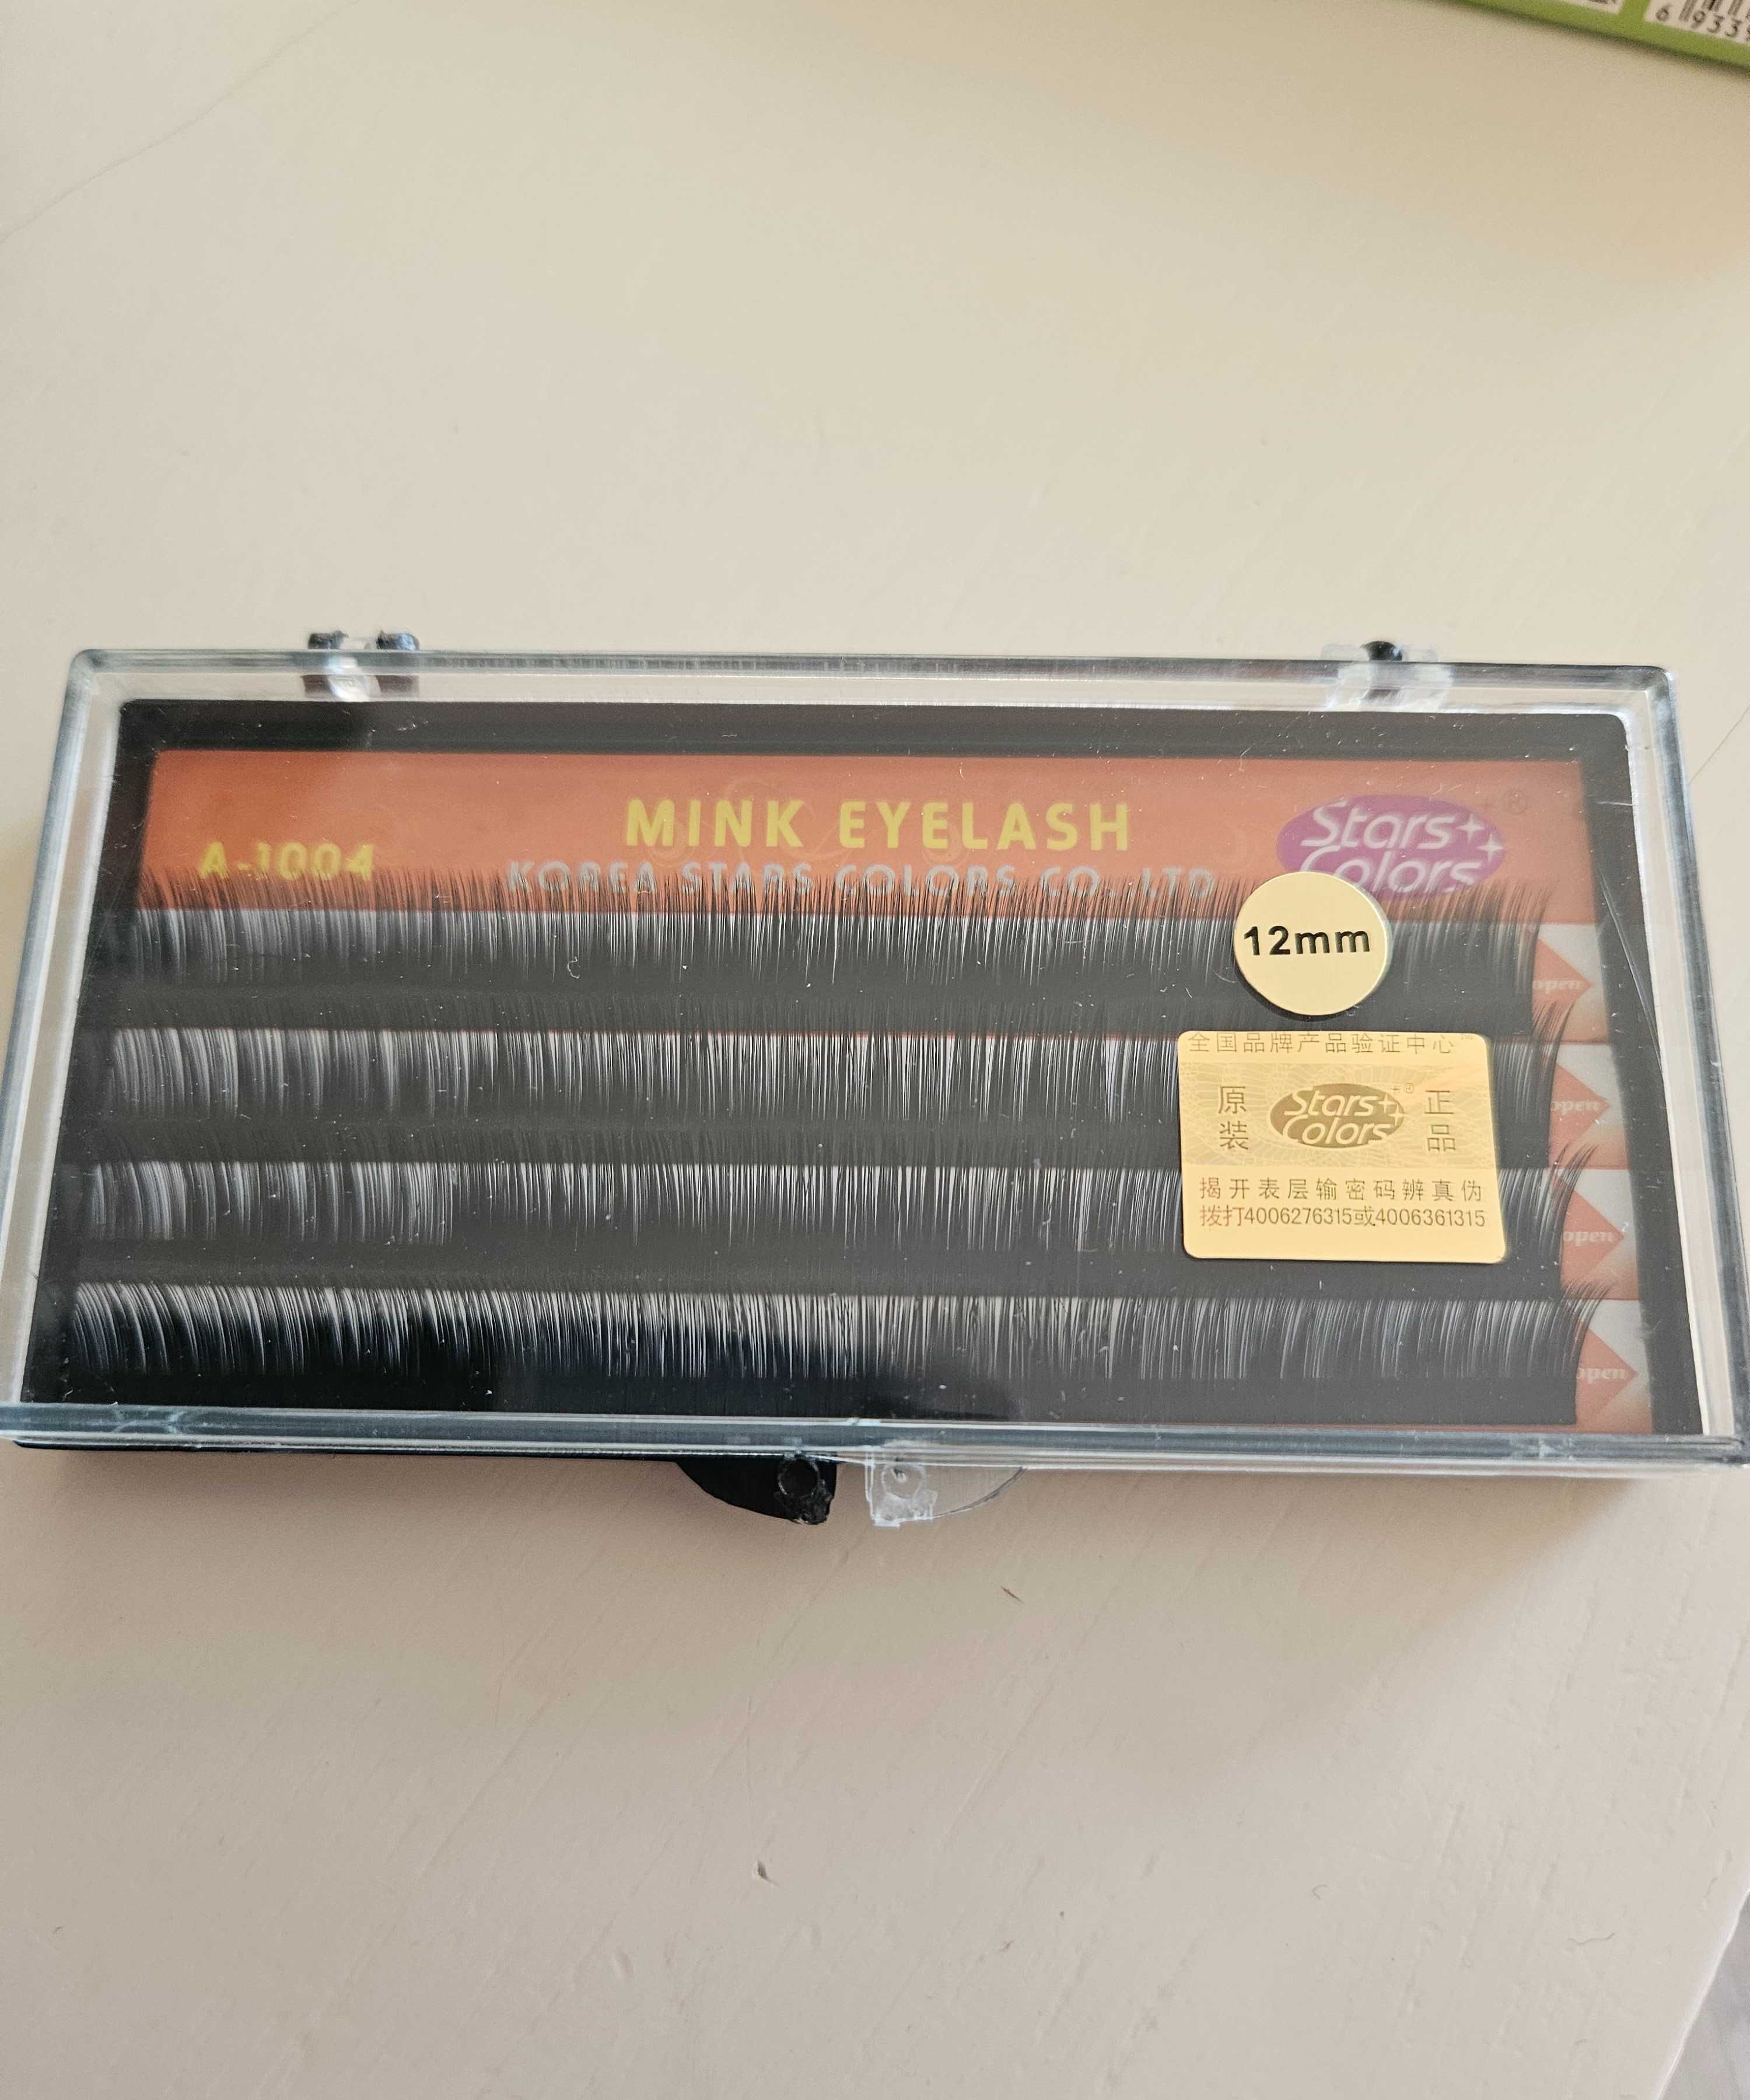 6 9339
MINK EYELASH
Stars Colors ®
A-1004
KOREA STARS COLORS CO., LTD
12mm
open
全国品牌产品验证中心
原装
Stars Colors ®
正品
open
揭开表层输密码辨真伪
拨打4006276315或4006361315
open
open